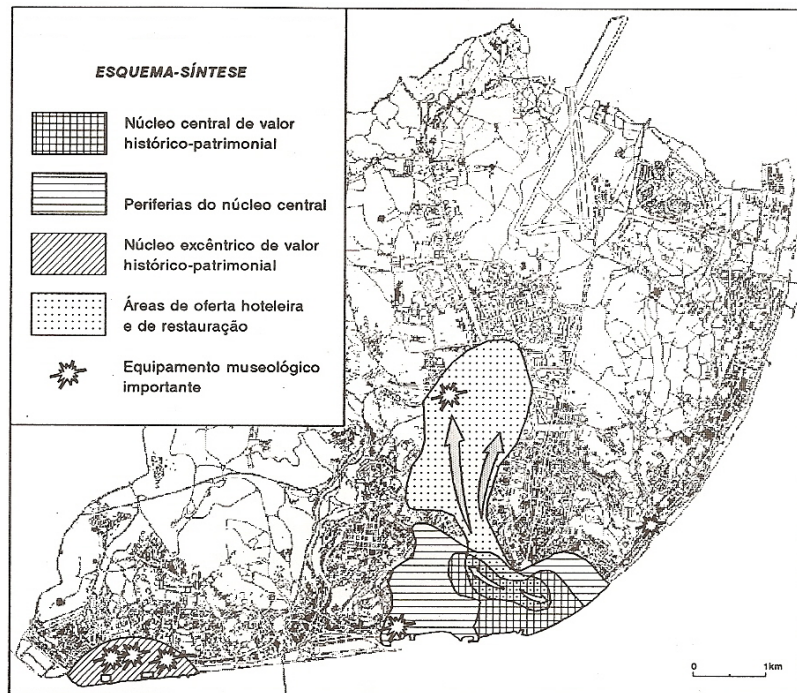 ESQUEMA-SÍNTESE
Núcleo central de valor
histórico-patrimonial
Periferias do núcleo central
Núcleo excêntrico de valor
histórico-patrimonial
Áreas de oferta hoteleira
e de restauração
Equipamento museológico
importante
0 1km